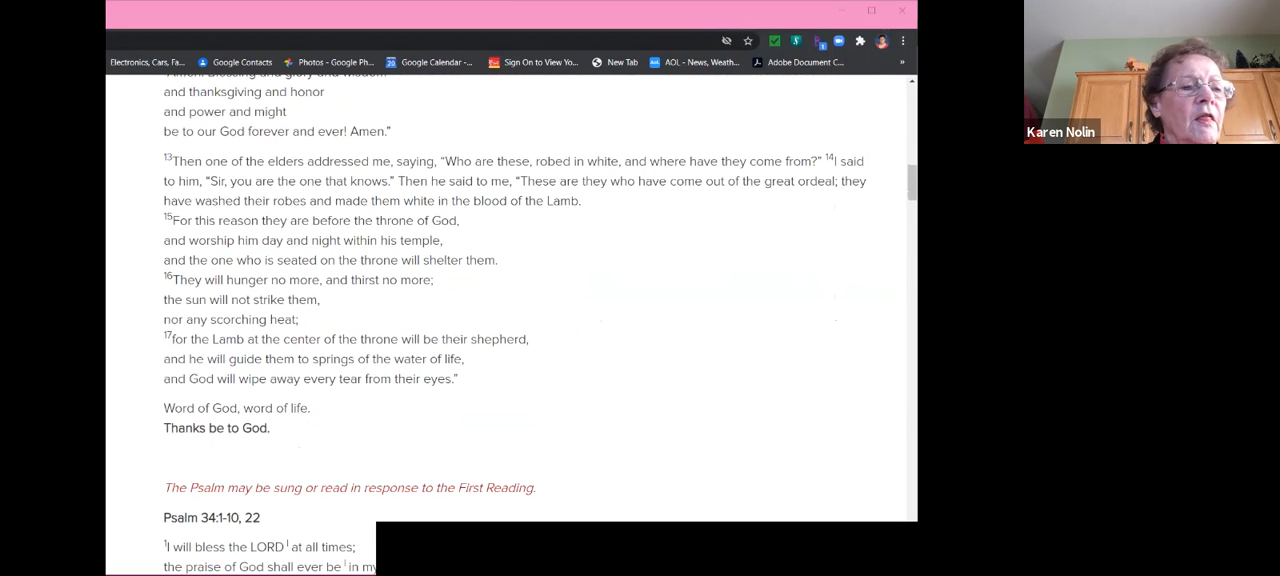 Electronics, Cars, Fa... Google Contacts Photos - Google Ph... Google Calendar -... Sign On to View Yo... New Tab AOL - News, Weath... Adobe Document C... »
"Amen! Blessing and glory and wisdom
and thanksgiving and honor
and power and might
be to our God forever and ever! Amen.”
13Then one of the elders addressed me, saying, “Who are these, robed in white, and where have they come from?” 14I said
to him, “Sir, you are the one that knows.” Then he said to me, “These are they who have come out of the great ordeal; they
have washed their robes and made them white in the blood of the Lamb.
15For this reason they are before the throne of God,
and worship him day and night within his temple,
and the one who is seated on the throne will shelter them.
16They will hunger no more, and thirst no more;
the sun will not strike them,
nor any scorching heat;
17for the Lamb at the center of the throne will be their shepherd,
and he will guide them to springs of the water of life,
and God will wipe away every tear from their eyes.”
Word of God, word of life.
Thanks be to God.
The Psalm may be sung or read in response to the First Reading.
Psalm 34:1-10, 22
1I will bless the LORD | at all times;
the praise of God shall ever be | in my
Karen Nolin